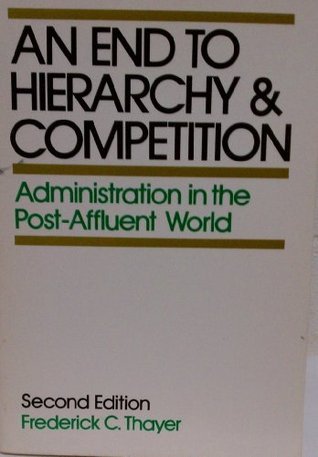 AN END TO
HIERARCHY &
COMPETITION
Administration in the
Post-Affluent World
Second Edition
Frederick C. Thayer